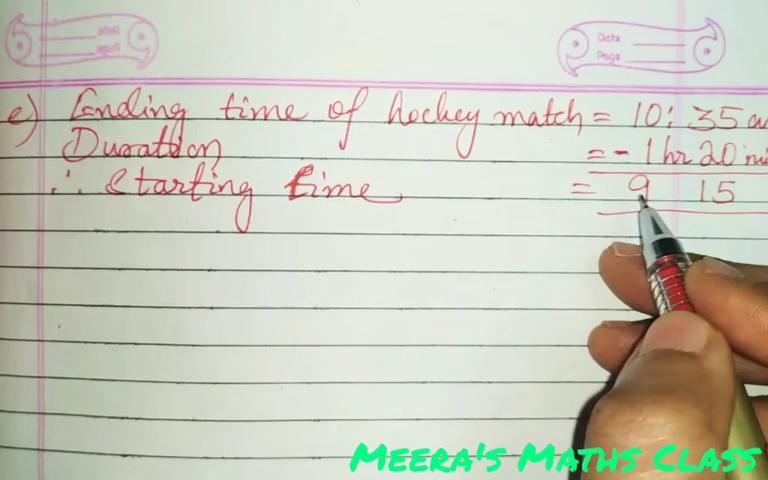 Date
Page
e) Ending time of hockey match = 10:35 a
Duration = - 1 hr 20 mi
∴ Starting time = 9 15
MEERA'S MATHS CLASS